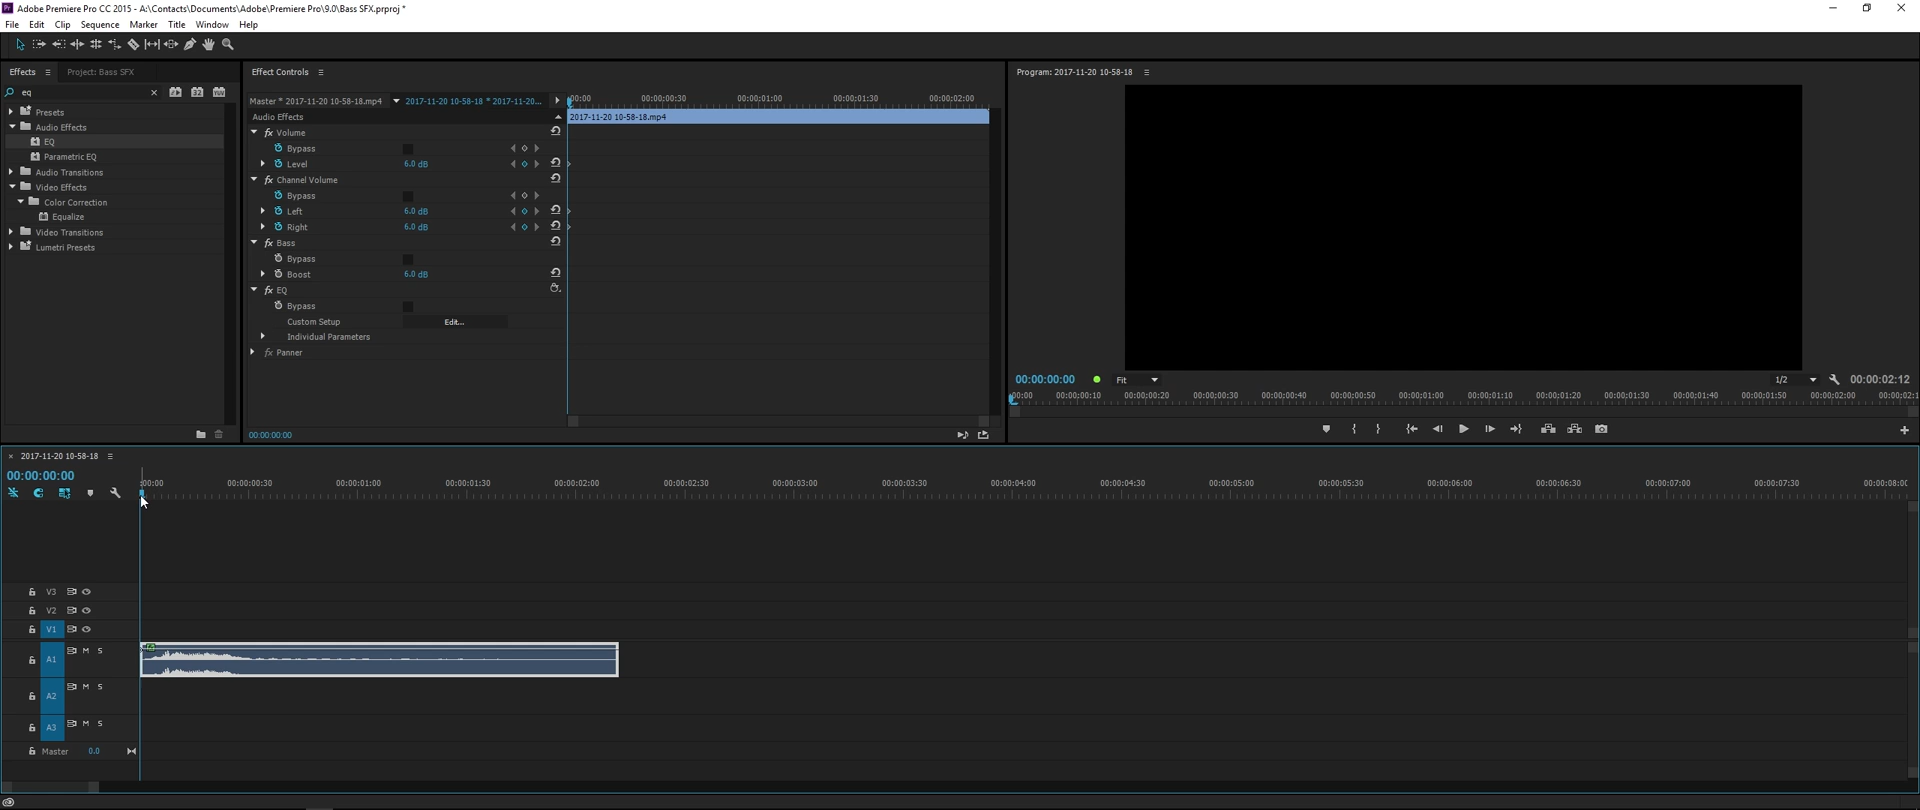 Adobe Premiere Pro CC 2015 - A:\Contacts\Documents\Adobe\Premiere Pro\9.0\Bass SFX.prproj *
File Edit Clip Sequence Marker Title Window Help
Effects Project: Bass SFX
eq
Presets
Audio Effects
EQ
Parametric EQ
Audio Transitions
Video Effects
Color Correction
Equalize
Video Transitions
Lumetri Presets
Effect Controls
Master * 2017-11-20 10-58-18.mp4 2017-11-20 10-58-18 * 2017-11-20...
:00:00 00:00:00:30 00:00:01:00 00:00:01:30 00:00:02:00
Audio Effects 2017-11-20 10-58-18.mp4
fx Volume
Bypass
Level 6.0 dB
fx Channel Volume
Bypass
Left 6.0 dB
Right 6.0 dB
fx Bass
Bypass
Boost 6.0 dB
fx EQ
Bypass
Custom Setup Edit...
Individual Parameters
fx Panner
00:00:00:00
Program: 2017-11-20 10-58-18
00:00:00:00 Fit 1/2 00:00:02:12
:00:00 00:00:00:10 00:00:00:20 00:00:00:30 00:00:00:40 00:00:00:50 00:00:01:00 00:00:01:10 00:00:01:20 00:00:01:30 00:00:01:40 00:00:01:50 00:00:02:00 00:00:02:1
2017-11-20 10-58-18
00:00:00:00
:00:00 00:00:00:30 00:00:01:00 00:00:01:30 00:00:02:00 00:00:02:30 00:00:03:00 00:00:03:30 00:00:04:00 00:00:04:30 00:00:05:00 00:00:05:30 00:00:06:00 00:00:06:30 00:00:07:00 00:00:07:30 00:00:08:00
V3
V2
V1
A1 M S
A2 M S
A3 M S
Master 0.0